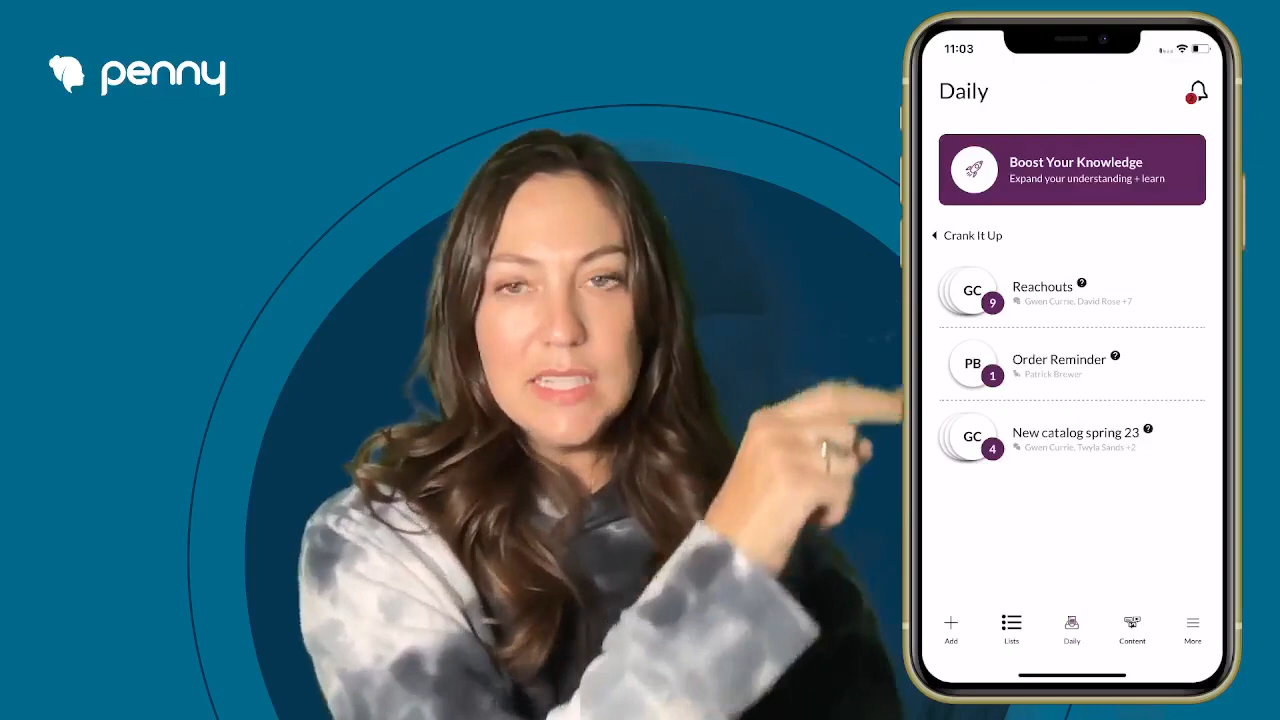 penny
11:03
Daily
Boost Your Knowledge
Expand your understanding + learn
Crank It Up
GC
9
Reachouts ?
Gwen Currie, David Rose +7
PB
1
Order Reminder ?
Patrick Brewer
GC
4
New catalog spring 23 ?
Gwen Currie, Twyla Sands +2
Add
Lists
Daily
Content
More